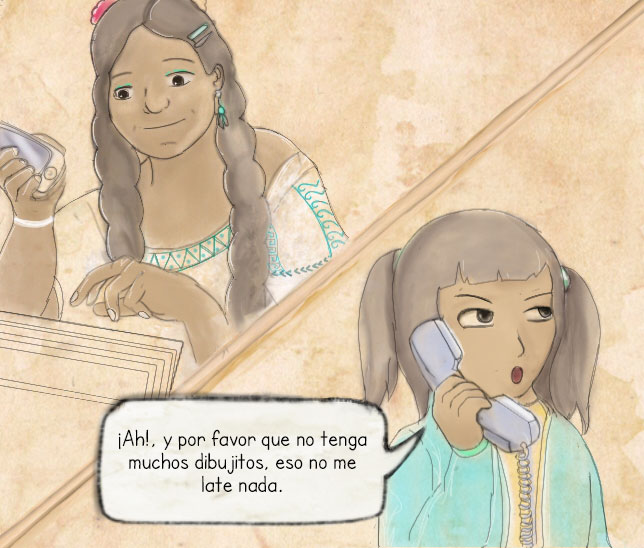 ¡Ah!, y por favor que no tenga
muchos dibujitos, eso no me
late nada.